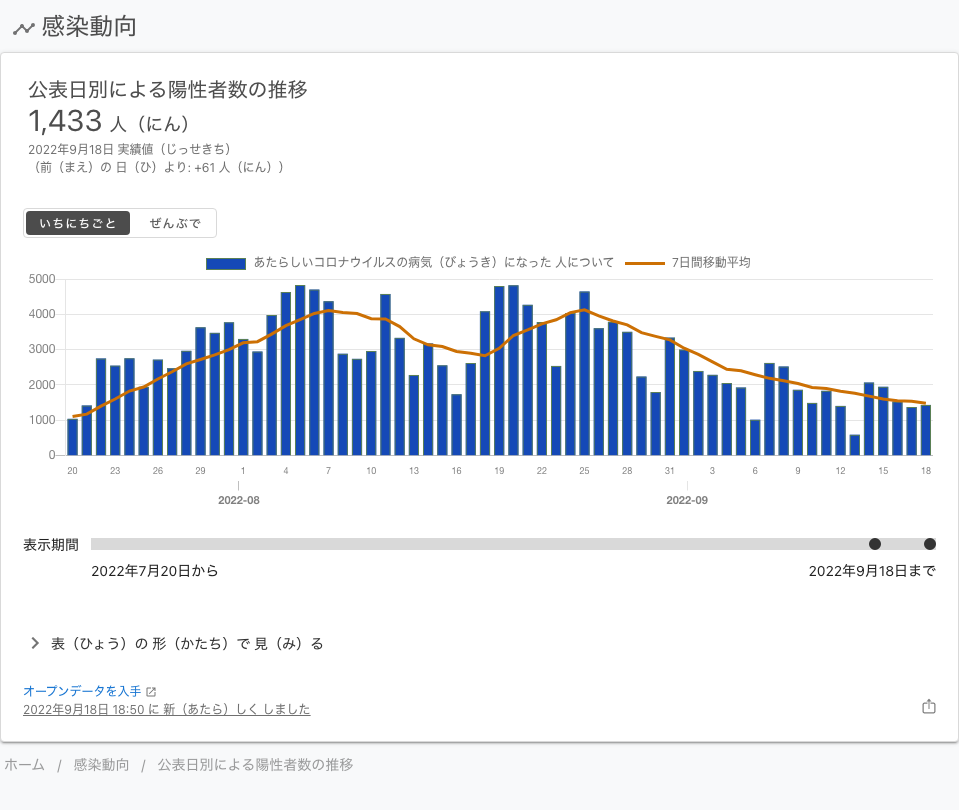 感染動向
公表日別による陽性者数の推移
1,433 人（にん）
2022年9月18日 実績値（じっせきち）
（前（まえ）の 日（ひ）より: +61 人（にん））
いちにちごと ぜんぶで
あたらしいコロナウイルスの病気（びょうき）になった 人について 7日間移動平均
5000
4000
3000
2000
1000
0
20 23 26 29 1 4 7 10 13 16 19 22 25 28 31 3 6 9 12 15 18
2022-08 2022-09
表示期間
2022年7月20日から 2022年9月18日まで
表（ひょう）の 形（かたち）で 見（み）る
オープンデータを入手
2022年9月18日 18:50 に 新（あたら）しく しました
ホーム / 感染動向 / 公表日別による陽性者数の推移